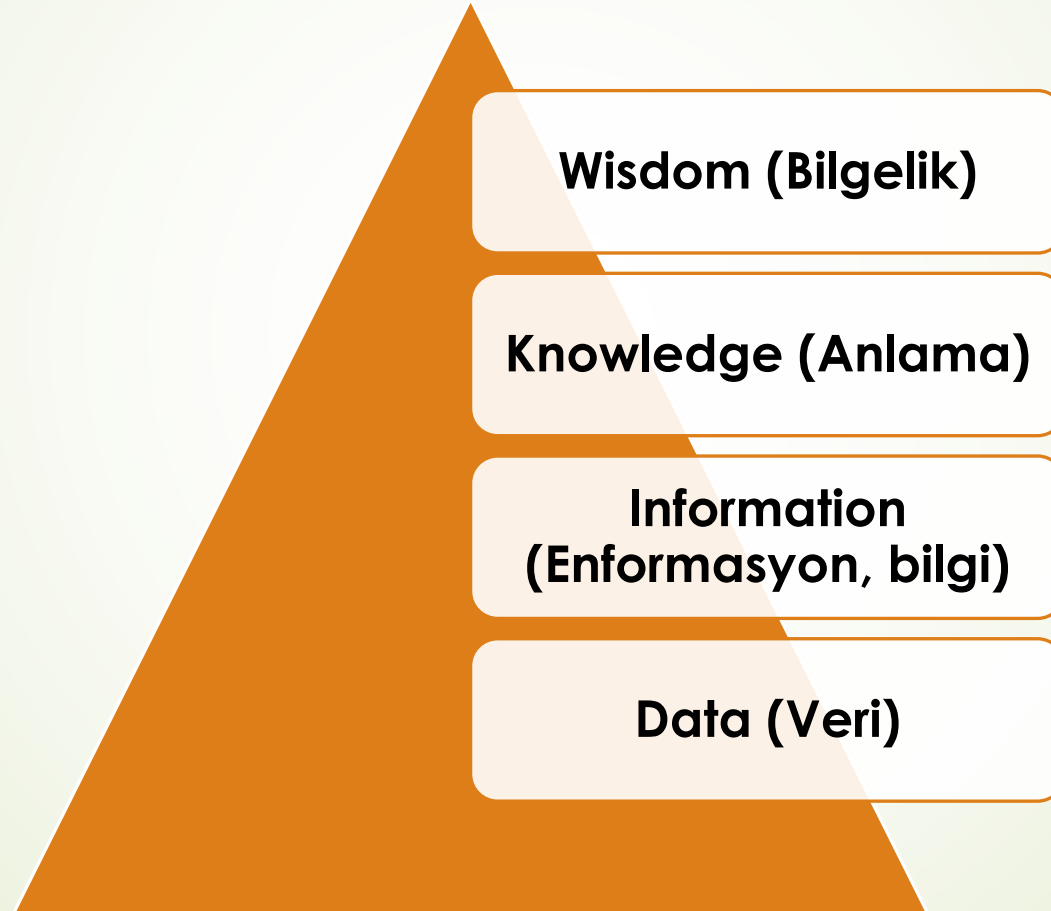 Wisdom (Bilgelik)
Knowledge (Anlama)
Information
(Enformasyon, bilgi)
Data (Veri)